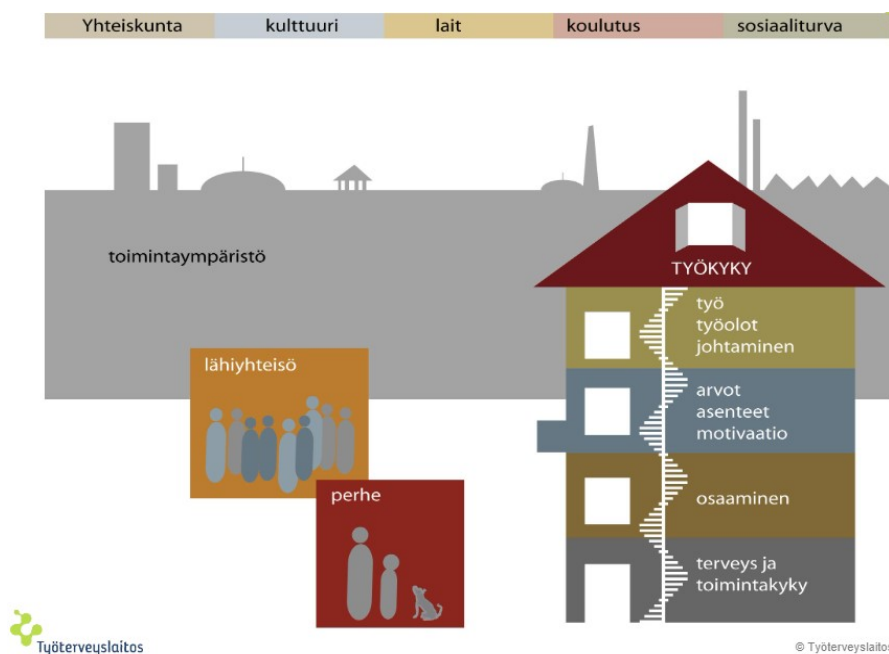 Yhteiskunta kulttuuri lait koulutus sosiaaliturva
toimintaympäristö
TYÖKYKY
työ
työolot
johtaminen
lähiyhteisö
arvot
asenteet
motivaatio
perhe
osaaminen
terveys ja
toimintakyky
Työterveyslaitos
© Työterveyslaitos